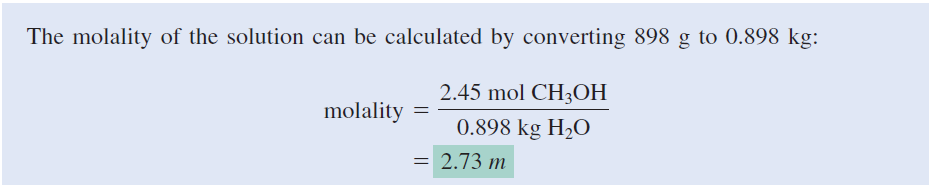 The molality of the solution can be calculated by converting 898 g to 0.898 kg:
molality = 2.45 mol CH₃OH
0.898 kg H₂O
= 2.73 m